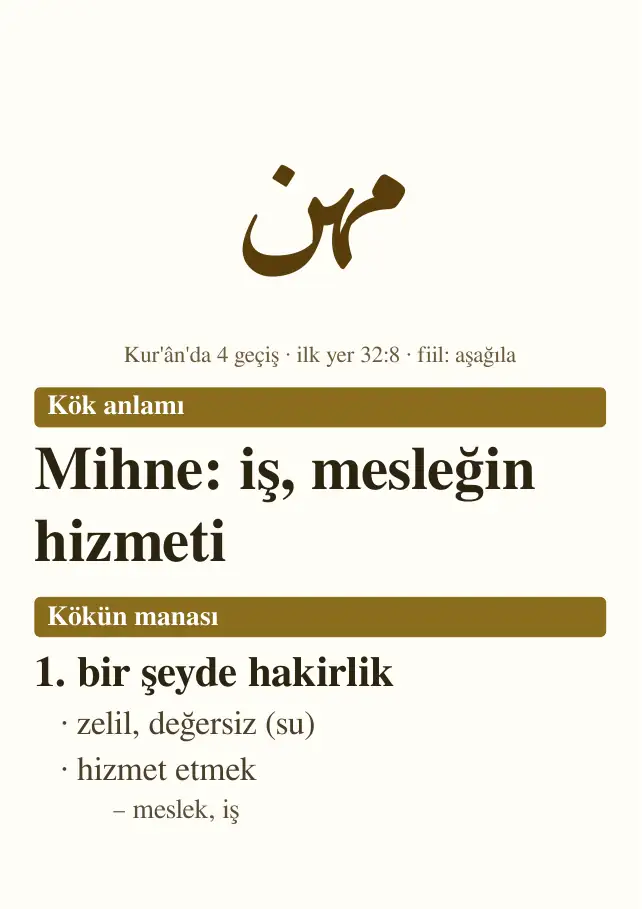 مهن
Kur'ân'da 4 geçiş · ilk yer 32:8 · fiil: aşağıla
Kök anlamı
Mihne: iş, mesleğin
hizmeti
Kökün manası
1. bir şeyde hakirlik
· zelil, değersiz (su)
· hizmet etmek
– meslek, iş